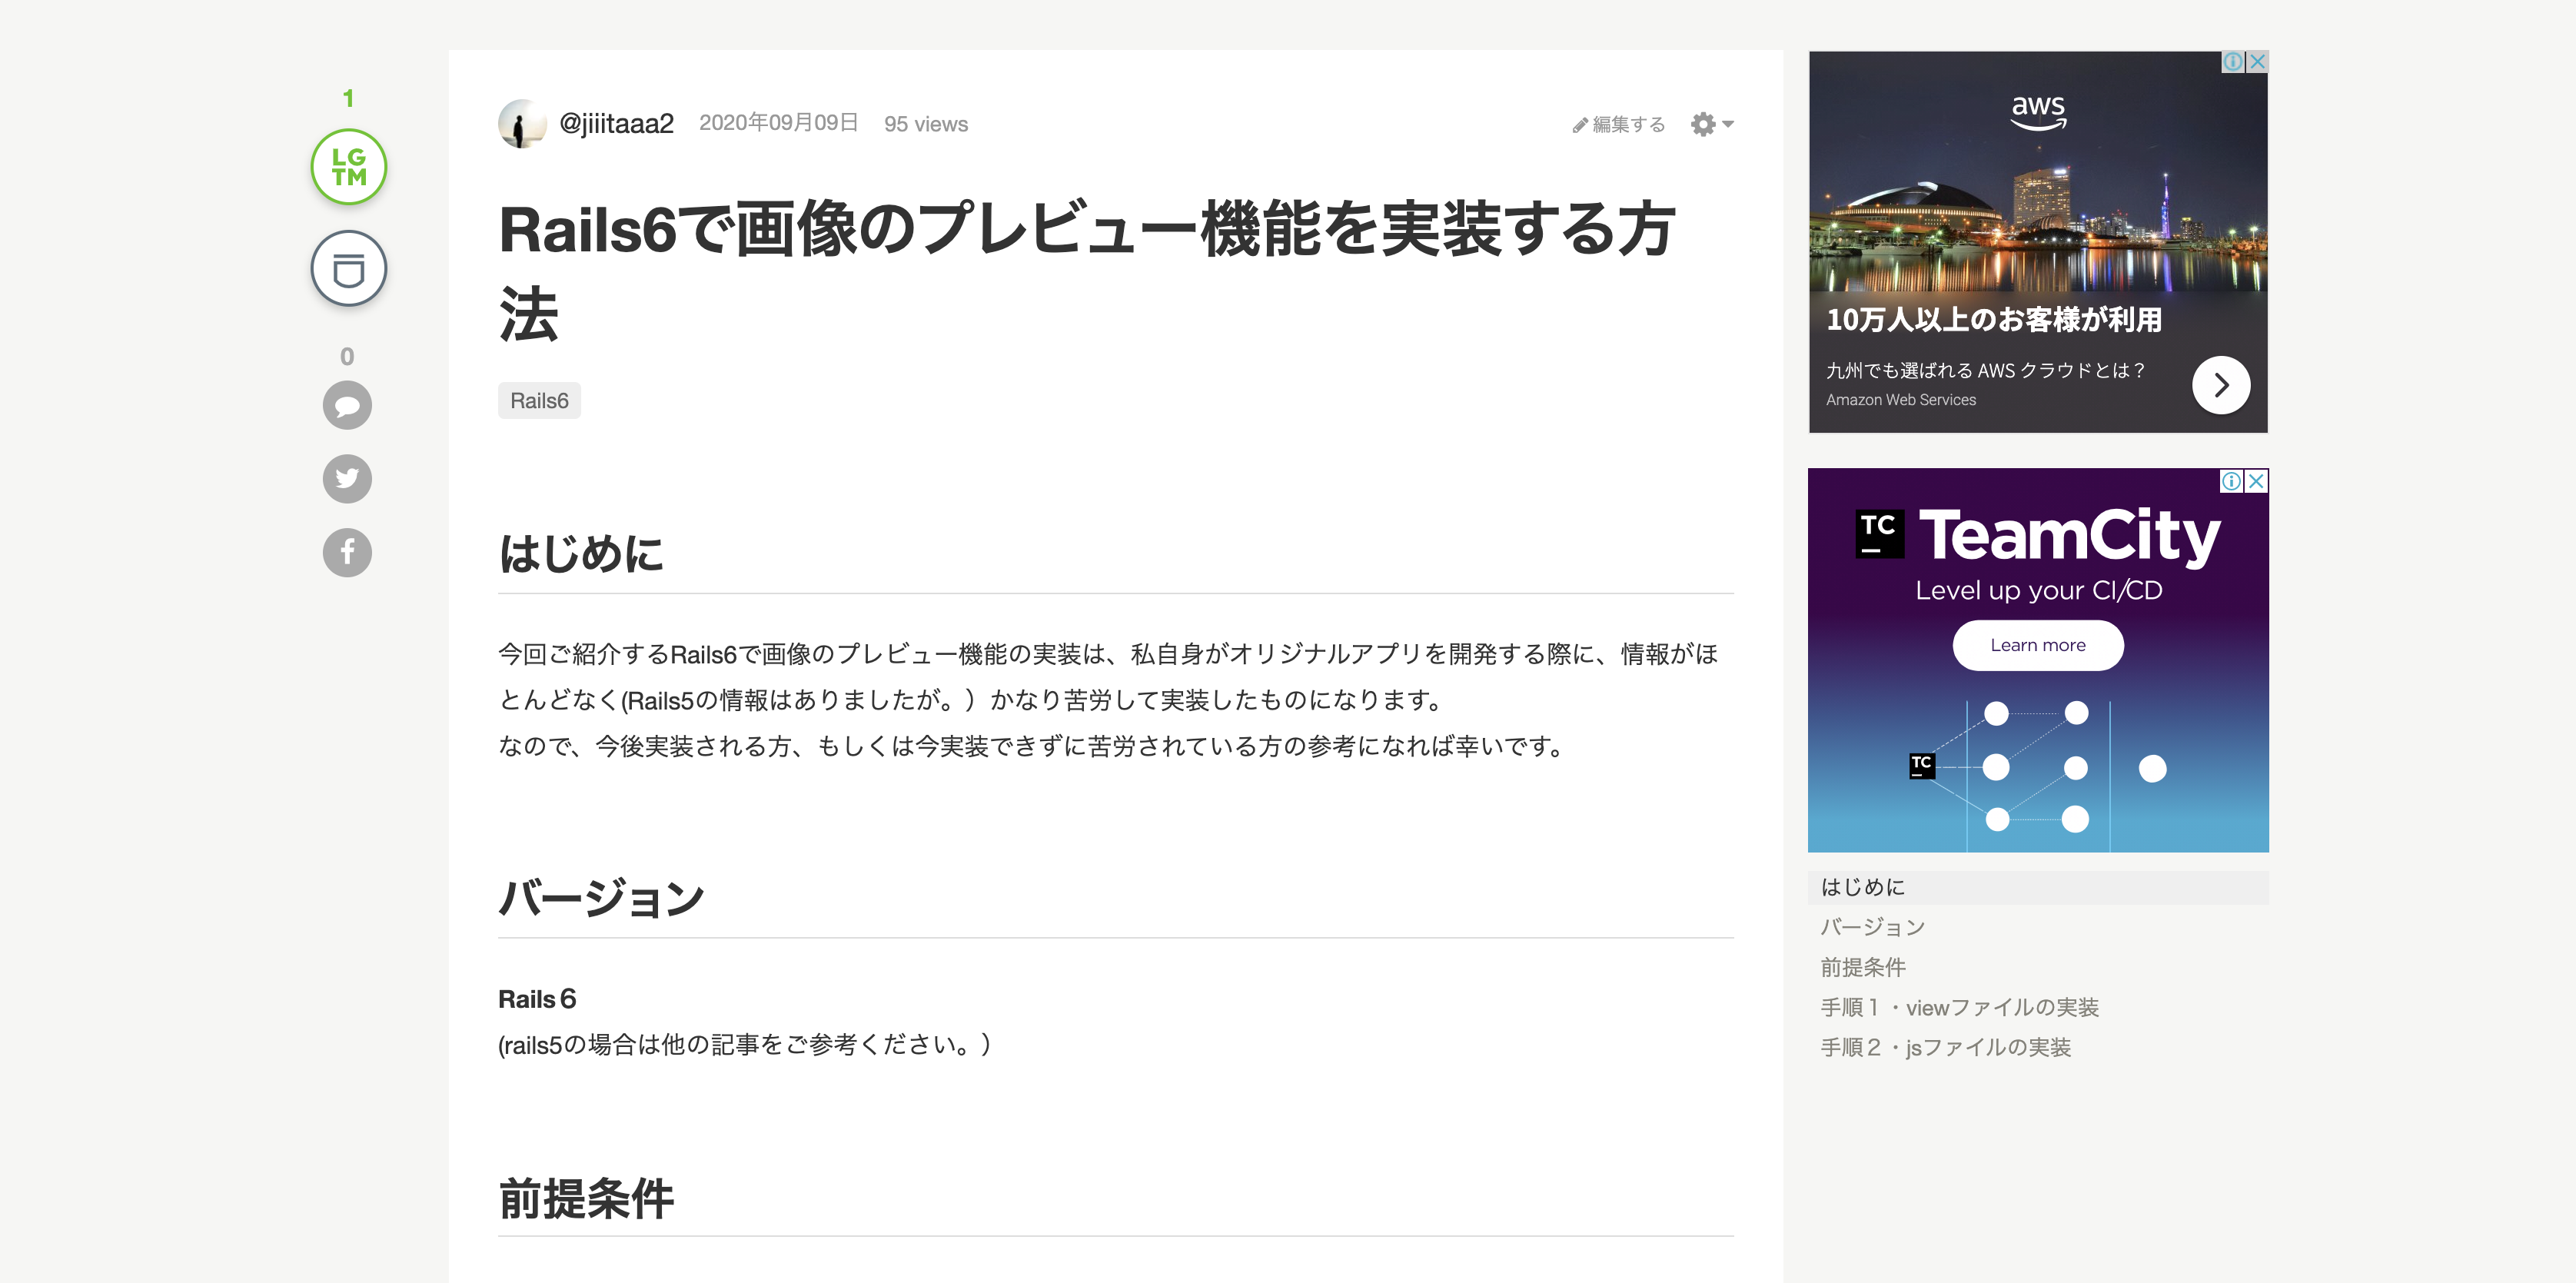 1
LG
TM
0
@jiiitaaa2 2020年09月09日 95 views
編集する
Rails6で画像のプレビュー機能を実装する方
法
Rails6
はじめに
今回ご紹介するRails6で画像のプレビュー機能の実装は、私自身がオリジナルアプリを開発する際に、情報がほ
とんどなく(Rails5の情報はありましたが。）かなり苦労して実装したものになります。
なので、今後実装される方、もしくは今実装できずに苦労されている方の参考になれば幸いです。
バージョン
Rails６
(rails5の場合は他の記事をご参考ください。）
前提条件
aws
10万人以上のお客様が利用
九州でも選ばれる AWS クラウドとは？
Amazon Web Services
TC
TeamCity
Level up your CI/CD
Learn more
TC
はじめに
バージョン
前提条件
手順１・viewファイルの実装
手順２・jsファイルの実装